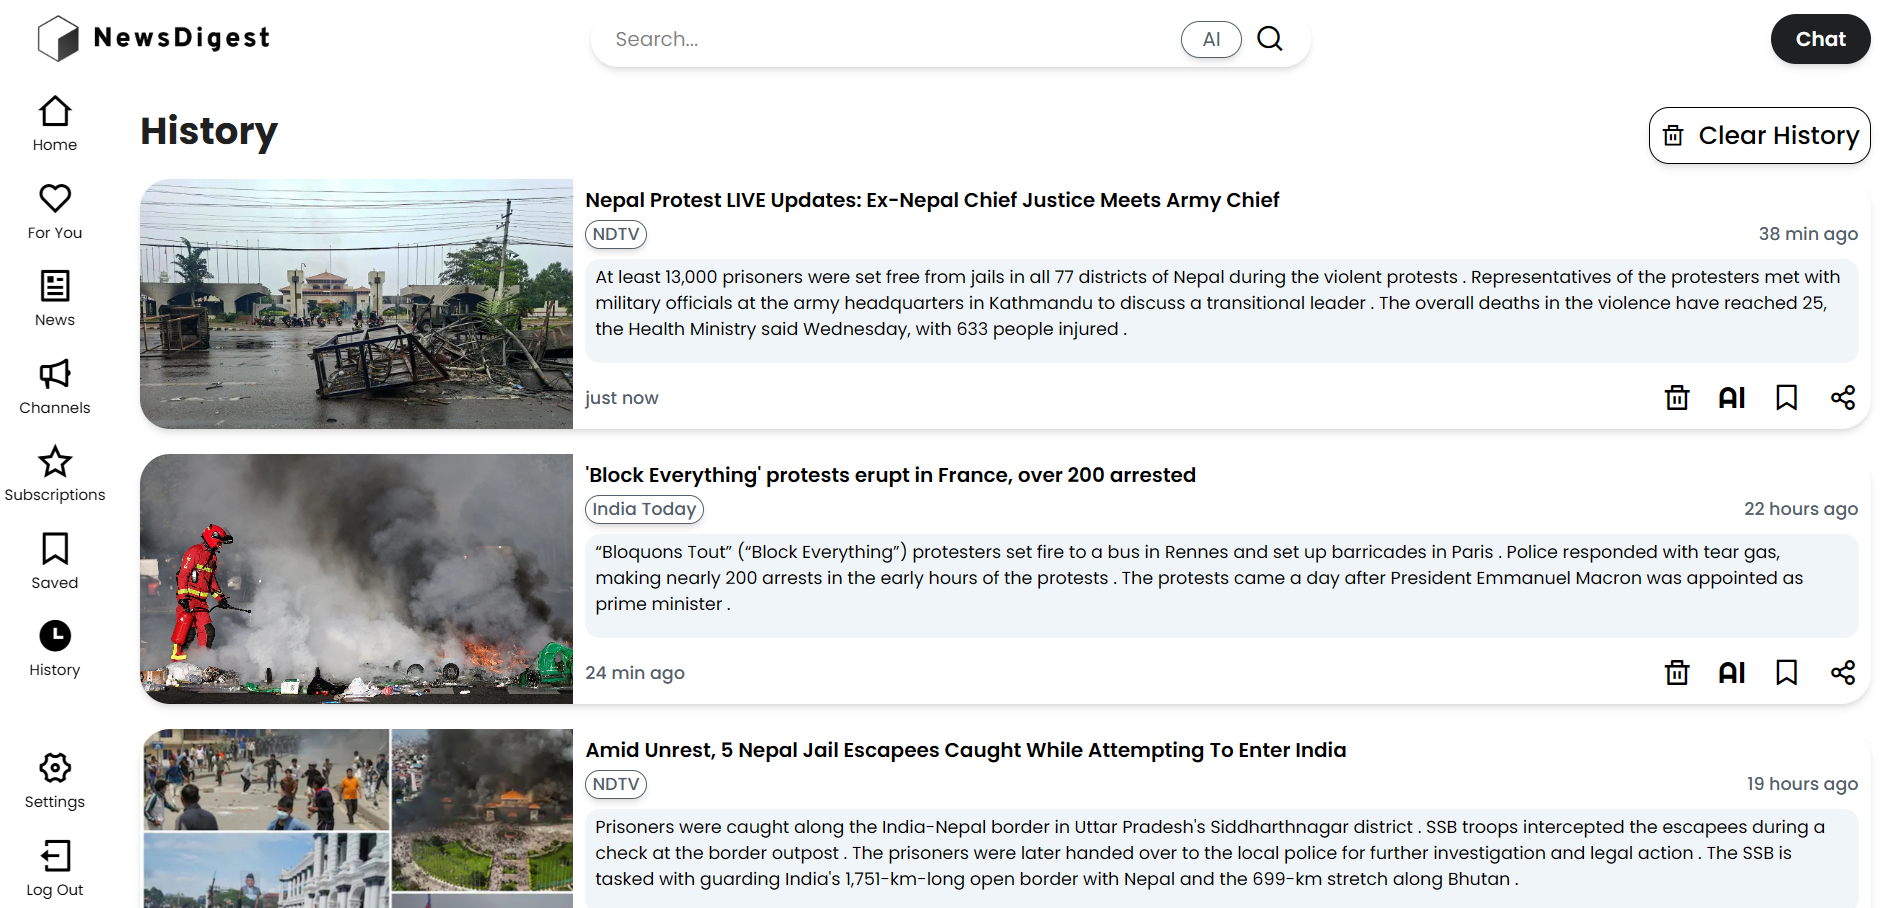 NewsDigest
Search...
AI
Chat
Home
For You
News
Channels
Subscriptions
Saved
History
Settings
Log Out
History
Clear History
Nepal Protest LIVE Updates: Ex-Nepal Chief Justice Meets Army Chief
NDTV
38 min ago
At least 13,000 prisoners were set free from jails in all 77 districts of Nepal during the violent protests . Representatives of the protesters met with
military officials at the army headquarters in Kathmandu to discuss a transitional leader . The overall deaths in the violence have reached 25,
the Health Ministry said Wednesday, with 633 people injured .
just now
AI
'Block Everything' protests erupt in France, over 200 arrested
India Today
22 hours ago
“Bloquons Tout” (“Block Everything”) protesters set fire to a bus in Rennes and set up barricades in Paris . Police responded with tear gas,
making nearly 200 arrests in the early hours of the protests . The protests came a day after President Emmanuel Macron was appointed as
prime minister .
24 min ago
AI
Amid Unrest, 5 Nepal Jail Escapees Caught While Attempting To Enter India
NDTV
19 hours ago
Prisoners were caught along the India-Nepal border in Uttar Pradesh's Siddharthnagar district . SSB troops intercepted the escapees during a
check at the border outpost . The prisoners were later handed over to the local police for further investigation and legal action . The SSB is
tasked with guarding India's 1,751-km-long open border with Nepal and the 699-km stretch along Bhutan .